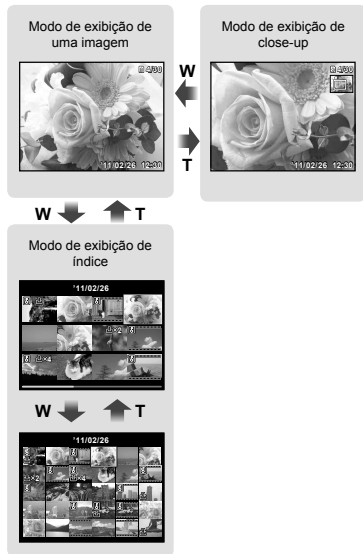 Modo de exibição de
uma imagem
4/30
'11/02/26 12:30
W
T
Modo de exibição de
close-up
4/30
'11/02/26 12:30
W T
Modo de exibição de
índice
'11/02/26
×2
×4
W T
'11/02/26
×2 ×4